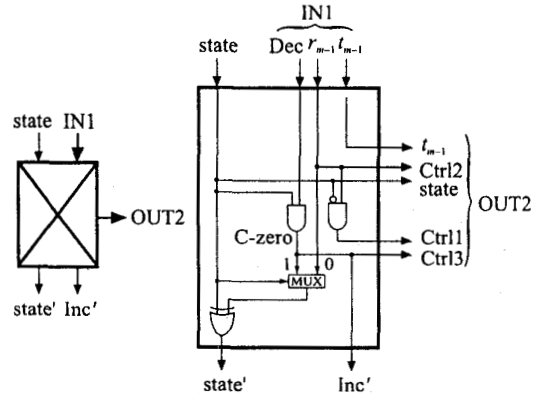 IN1
state
Dec r_{m-1} t_{m-1}
state IN1
OUT2
state' Inc'
t_{m-1}
Ctrl2
state
OUT2
C-zero
Ctrl1
Ctrl3
1 0
MUX
state' Inc'